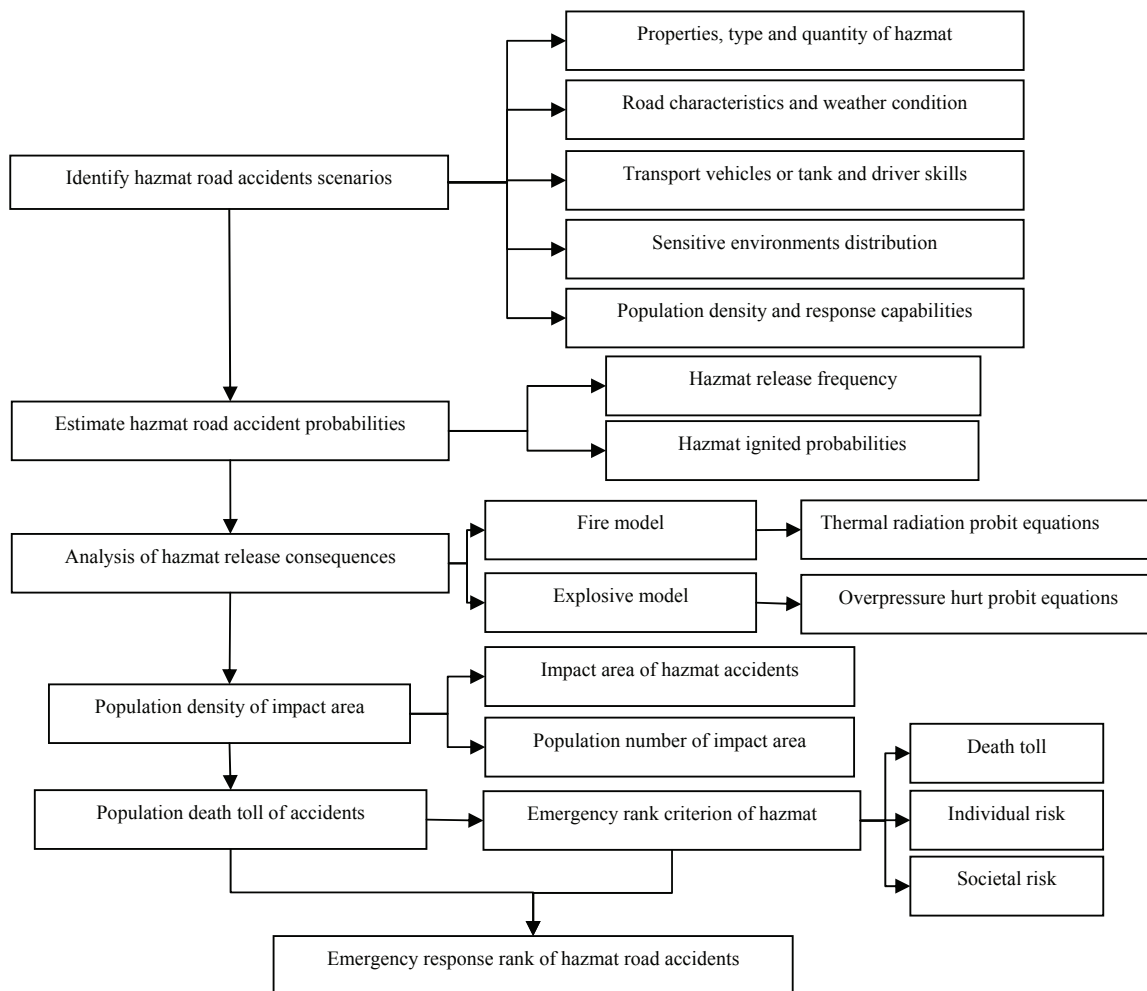 Properties, type and quantity of hazmat
Road characteristics and weather condition
Identify hazmat road accidents scenarios
Transport vehicles or tank and driver skills
Sensitive environments distribution
Population density and response capabilities
Hazmat release frequency
Estimate hazmat road accident probabilities
Hazmat ignited probabilities
Fire model
Thermal radiation probit equations
Analysis of hazmat release consequences
Explosive model
Overpressure hurt probit equations
Impact area of hazmat accidents
Population density of impact area
Population number of impact area
Death toll
Population death toll of accidents
Emergency rank criterion of hazmat
Individual risk
Societal risk
Emergency response rank of hazmat road accidents